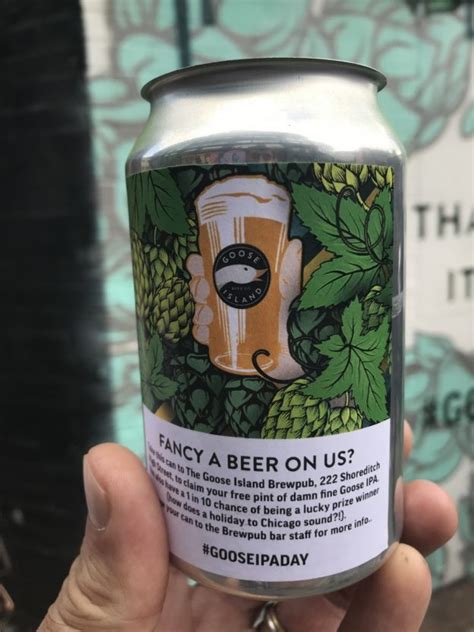 GOOSE
ISLAND
FANCY A BEER ON US?
this can to The Goose Island Brewpub, 222 Shoreditch
Street, to claim your free pint of damn fine Goose IPA.
also have a 1 in 10 chance of being a lucky prize winner
(how does a holiday to Chicago sound?!).
your can to the Brewpub bar staff for more info..
#GOOSEIPADAY
IT